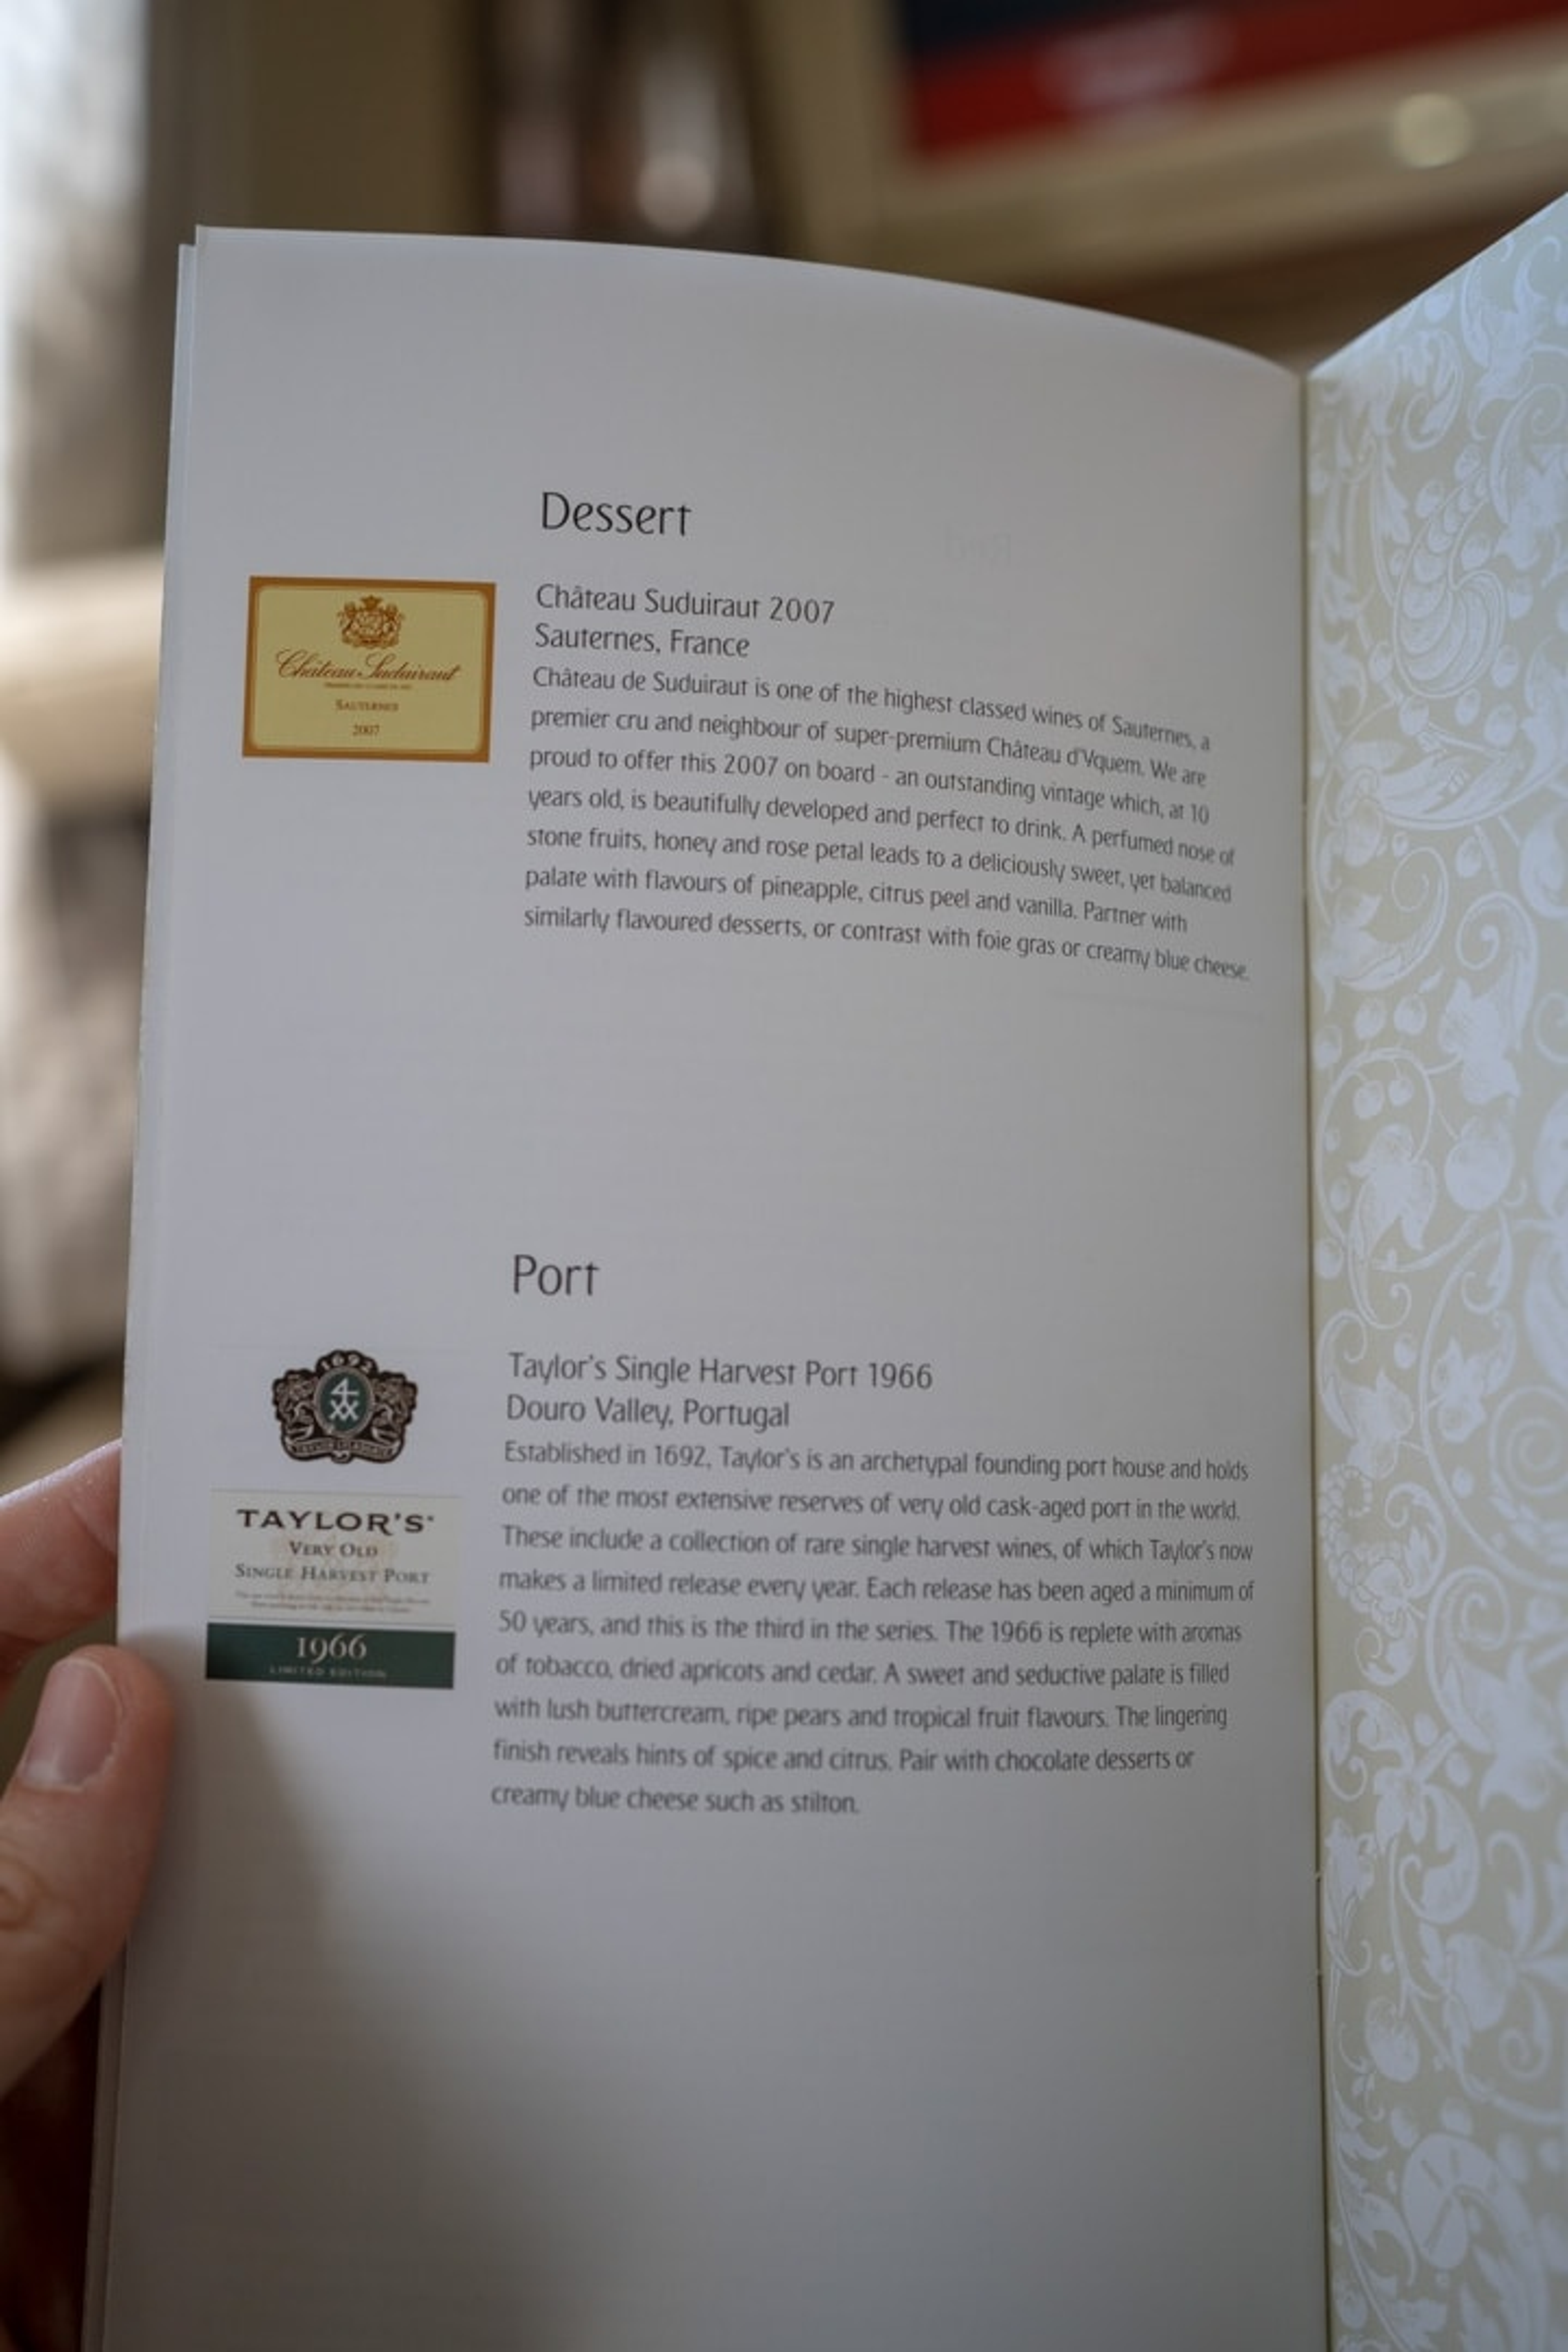 Dessert
Château Suduiraut
SAUTERNES
2007
Château Suduiraut 2007
Sauternes, France
Château de Suduiraut is one of the highest classed wines of Sauternes, a
premier cru and neighbour of super-premium Château d'Yquem. We are
proud to offer this 2007 on board - an outstanding vintage which, at 10
years old, is beautifully developed and perfect to drink. A perfumed nose of
stone fruits, honey and rose petal leads to a deliciously sweet, yet balanced
palate with flavours of pineapple, citrus peel and vanilla. Partner with
similarly flavoured desserts, or contrast with foie gras or creamy blue cheese.
Port
1692
TAYLOR'S
VERY OLD
SINGLE HARVEST PORT
1966
LIMITED EDITION
Taylor's Single Harvest Port 1966
Douro Valley, Portugal
Established in 1692, Taylor's is an archetypal founding port house and holds
one of the most extensive reserves of very old cask-aged port in the world.
These include a collection of rare single harvest wines, of which Taylor's now
makes a limited release every year. Each release has been aged a minimum of
50 years, and this is the third in the series. The 1966 is replete with aromas
of tobacco, dried apricots and cedar. A sweet and seductive palate is filled
with lush buttercream, ripe pears and tropical fruit flavours. The lingering
finish reveals hints of spice and citrus. Pair with chocolate desserts or
creamy blue cheese such as stilton.